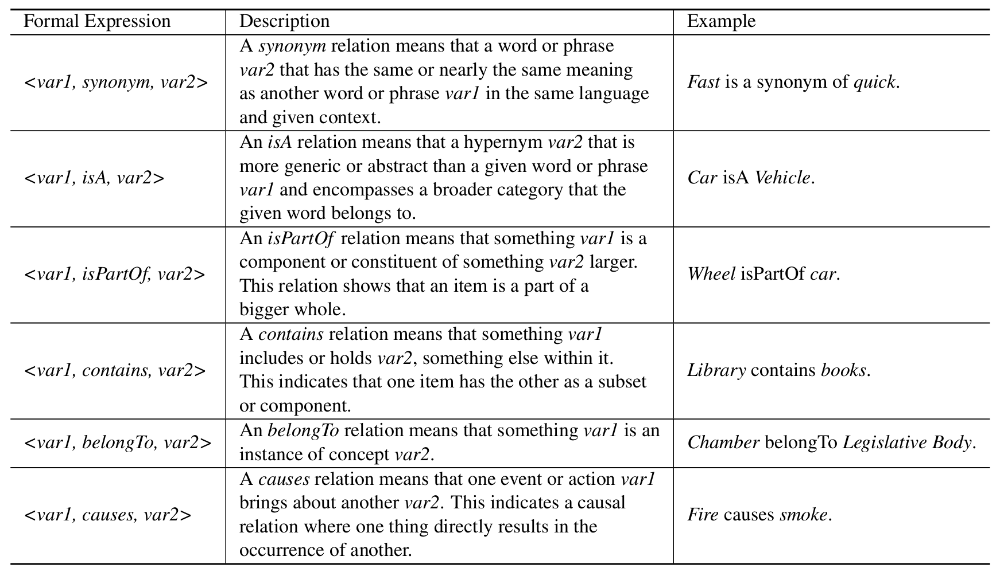 Formal Expression Description Example
A synonym relation means that a word or phrase
var2 that has the same or nearly the same meaning
<var1, synonym, var2> Fast is a synonym of quick.
as another word or phrase var1 in the same language
and given context.
An isA relation means that a hypernym var2 that is
more generic or abstract than a given word or phrase
<var1, isA, var2> Car isA Vehicle.
var1 and encompasses a broader category that the
given word belongs to.
An isPartOf relation means that something var1 is a
component or constituent of something var2 larger.
<var1, isPartOf, var2> Wheel isPartOf car.
This relation shows that an item is a part of a
bigger whole.
A contains relation means that something var1
includes or holds var2, something else within it.
<var1, contains, var2> Library contains books.
This indicates that one item has the other as a subset
or component.
An belongTo relation means that something var1 is an
<var1, belongTo, var2> Chamber belongTo Legislative Body.
instance of concept var2.
A causes relation means that one event or action var1
brings about another var2. This indicates a causal
<var1, causes, var2> Fire causes smoke.
relation where one thing directly results in the
occurrence of another.